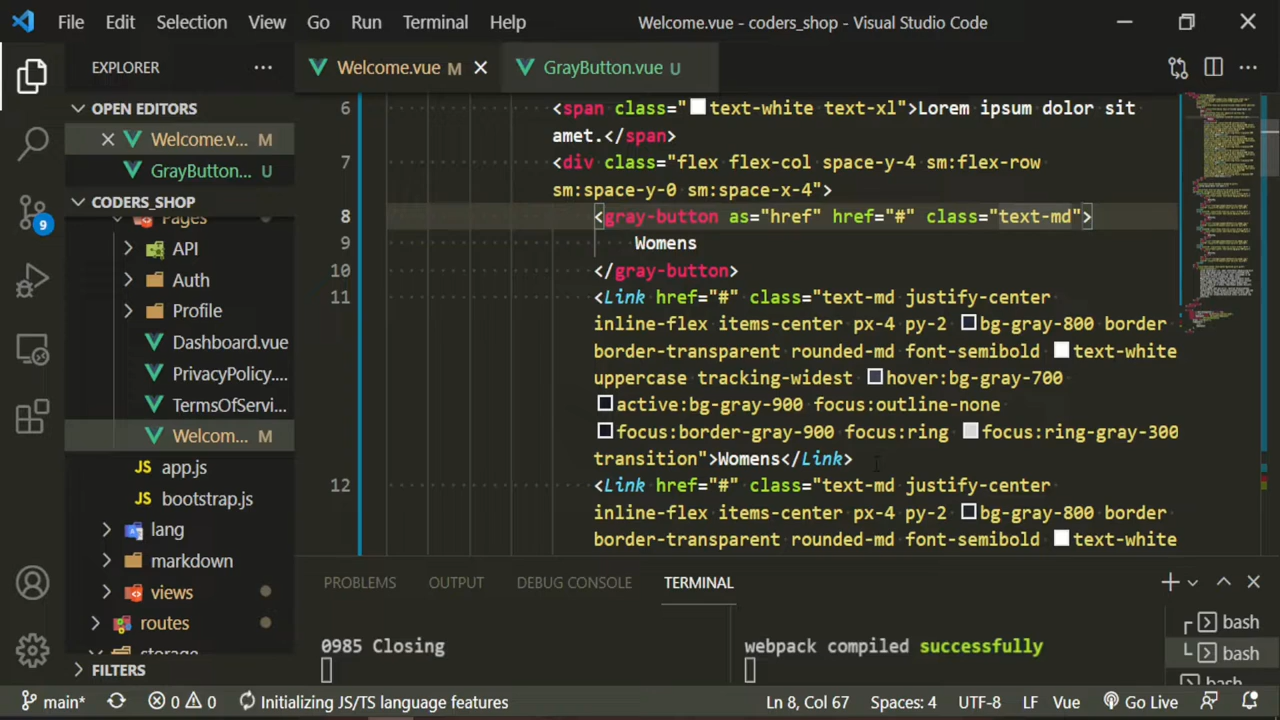 File Edit Selection View Go Run Terminal Help Welcome.vue - coders_shop - Visual Studio Code
EXPLORER ...
Welcome.vue M
GrayButton.vue U
OPEN EDITORS
Welcome.v... M
GrayButton... U
CODERS_SHOP
Pages
API
Auth
Profile
Dashboard.vue
PrivacyPolicy....
TermsOfServi...
Welcom... M
app.js
bootstrap.js
lang
markdown
views
routes
storage
FILTERS
9
6 <span class="text-white text-xl">Lorem ipsum dolor sit
amet.</span>
7 <div class="flex flex-col space-y-4 sm:flex-row
sm:space-y-0 sm:space-x-4">
8 <gray-button as="href" href="#" class="text-md">
9 Womens
10 </gray-button>
11 <Link href="#" class="text-md justify-center
inline-flex items-center px-4 py-2 bg-gray-800 border
border-transparent rounded-md font-semibold text-white
uppercase tracking-widest hover:bg-gray-700
active:bg-gray-900 focus:outline-none
focus:border-gray-900 focus:ring focus:ring-gray-300
transition">Womens</Link>
12 <Link href="#" class="text-md justify-center
inline-flex items-center px-4 py-2 bg-gray-800 border
border-transparent rounded-md font-semibold text-white
PROBLEMS OUTPUT DEBUG CONSOLE TERMINAL
0985 Closing
webpack compiled successfully
bash
bash
bash
main* 0 0 Initializing JS/TS language features Ln 8, Col 67 Spaces: 4 UTF-8 LF Vue Go Live